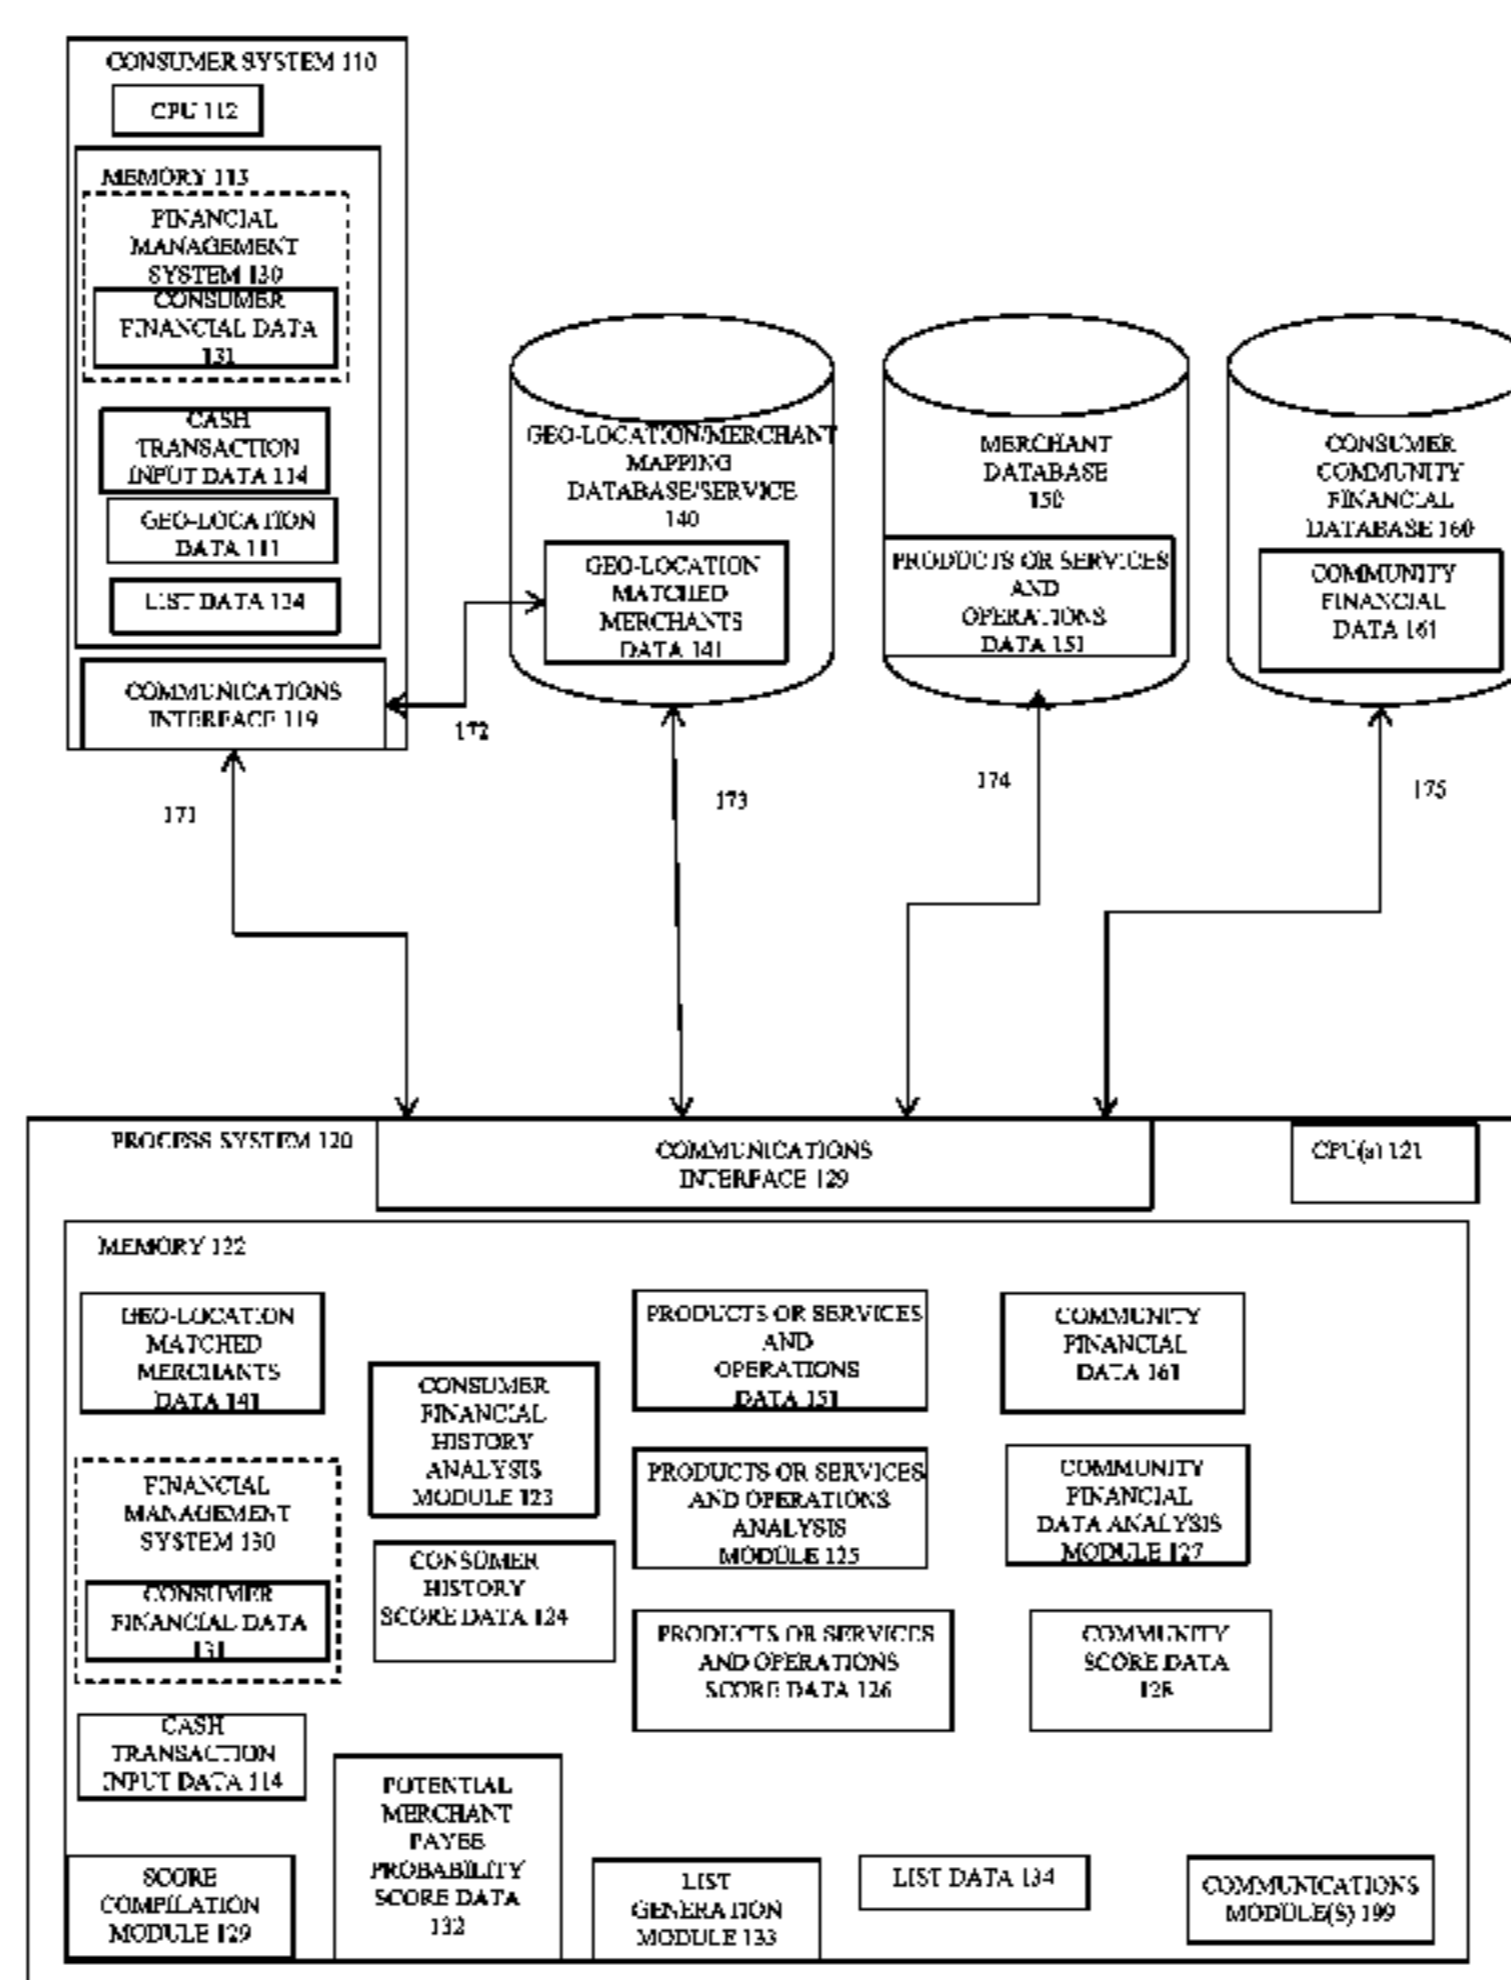 CONSUMER SYSTEM 110
CPU 112
MEMORY 113
FINANCIAL
MANAGEMENT
SYSTEM 130
CONSUMER
FINANCIAL DATA
131
CASH
TRANSACTION
INPUT DATA 114
GEO-LOCATION
DATA 111
LIST DATA 134
COMMUNICATIONS
INTERFACE 119
GEO-LOCATION/MERCHANT
MAPPING
DATABASE/SERVICE
140
GEO-LOCATION
MATCHED
MERCHANTS
DATA 141
MERCHANT
DATABASE
150
PRODUCTS OR SERVICES
AND
OPERATIONS
DATA 151
CONSUMER
COMMUNITY
FINANCIAL
DATABASE 160
COMMUNITY
FINANCIAL
DATA 161
172
171
173
174
175
PROCESS SYSTEM 120
COMMUNICATIONS
INTERFACE 129
CPU(s) 121
MEMORY 122
GEO-LOCATION
MATCHED
MERCHANTS
DATA 141
FINANCIAL
MANAGEMENT
SYSTEM 130
CONSUMER
FINANCIAL DATA
131
CASH
TRANSACTION
INPUT DATA 114
SCORE
COMPILATION
MODULE 129
CONSUMER
FINANCIAL
HISTORY
ANALYSIS
MODULE 123
CONSUMER
HISTORY
SCORE DATA 124
POTENTIAL
MERCHANT
PAYEE
PROBABILITY
SCORE DATA
132
PRODUCTS OR SERVICES
AND
OPERATIONS
DATA 151
PRODUCTS OR SERVICES
AND OPERATIONS
ANALYSIS
MODULE 125
PRODUCTS OR SERVICES
AND OPERATIONS
SCORE DATA 126
LIST
GENERATION
MODULE 133
COMMUNITY
FINANCIAL
DATA 161
COMMUNITY
FINANCIAL
DATA ANALYSIS
MODULE 127
COMMUNITY
SCORE DATA
128
LIST DATA 134
COMMUNICATIONS
MODULE(S) 199